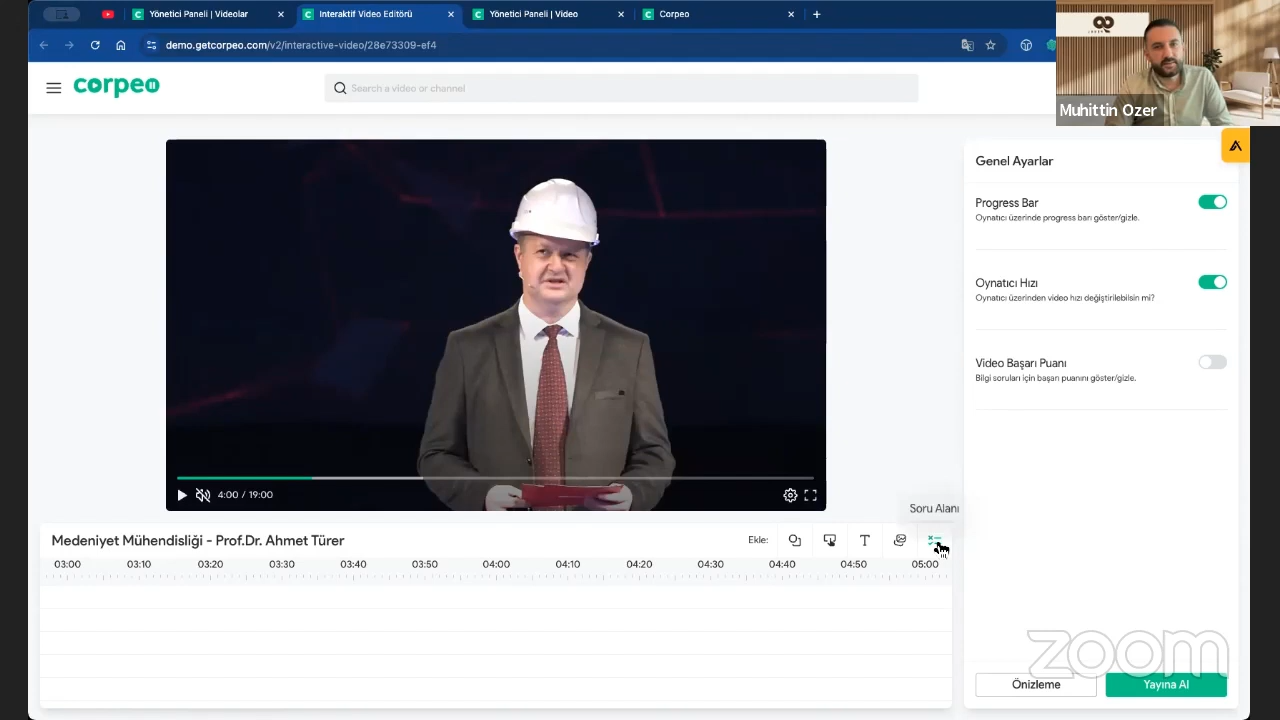 Yönetici Paneli | Videolar
İnteraktif Video Editörü
Yönetici Paneli | Video
Corpeo
demo.getcorpeo.com/v2/interactive-video/28e73309-ef4
corpeo
Search a video or channel
Muhittin Ozer
Genel Ayarlar
Progress Bar
Oynatıcı üzerinde progress barı göster/gizle.
Oynatıcı Hızı
Oynatıcı üzerinden video hızı değiştirilebilsin mi?
Video Başarı Puanı
Bilgi soruları için başarı puanını göster/gizle.
4:00 / 19:00
Soru Alanı
Medeniyet Mühendisliği - Prof.Dr. Ahmet Türer
Ekle:
03:00 03:10 03:20 03:30 03:40 03:50 04:00 04:10 04:20 04:30 04:40 04:50 05:00
zoom
Önizleme
Yayına Al